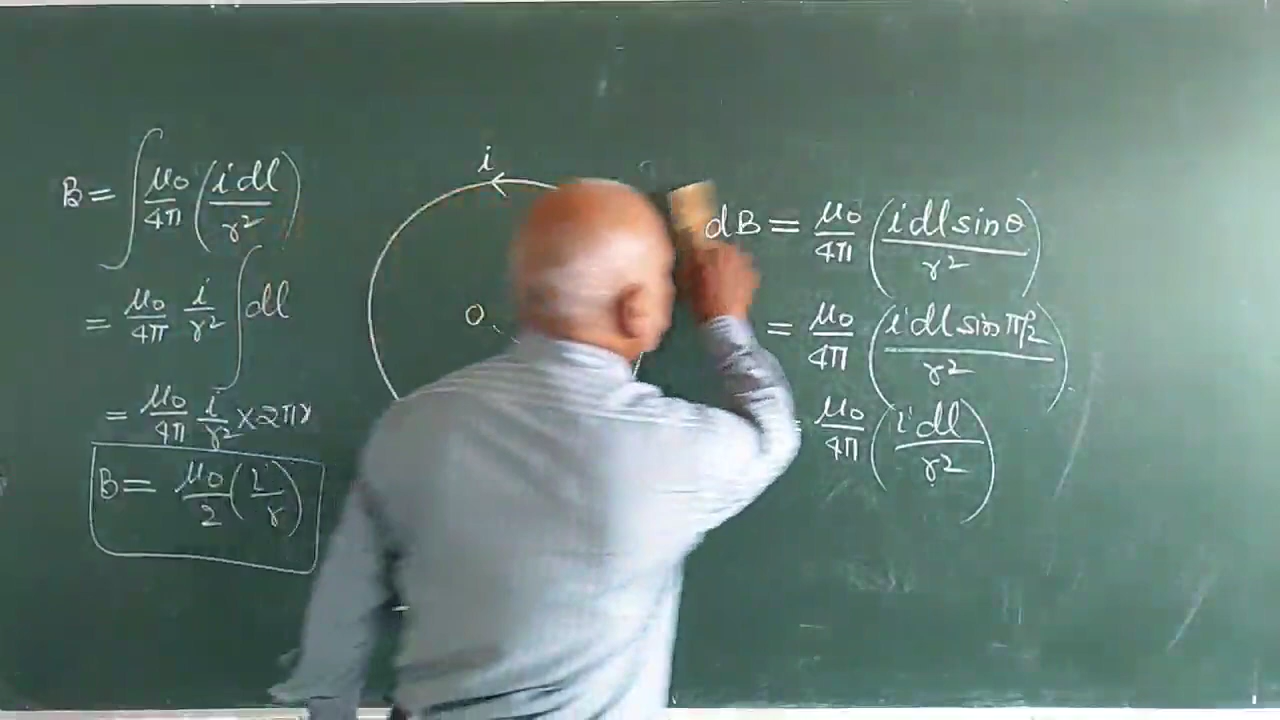 B = ∫ μ₀/4π (i dl / r²)
= μ₀/4π i/r² ∫ dl
= μ₀/4π i/r² × 2πr
B = μ₀/2 (i/r)
i
O
dB = μ₀/4π (i dl sin θ / r²)
= μ₀/4π (i dl sin π/2 / r²)
= μ₀/4π (i dl / r²)